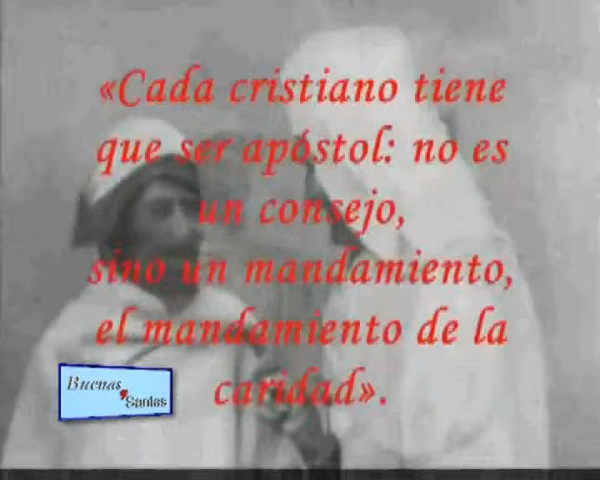 «Cada cristiano tiene
que ser apóstol: no es
un consejo,
sino un mandamiento,
el mandamiento de la
caridad».
Buenas
Santas